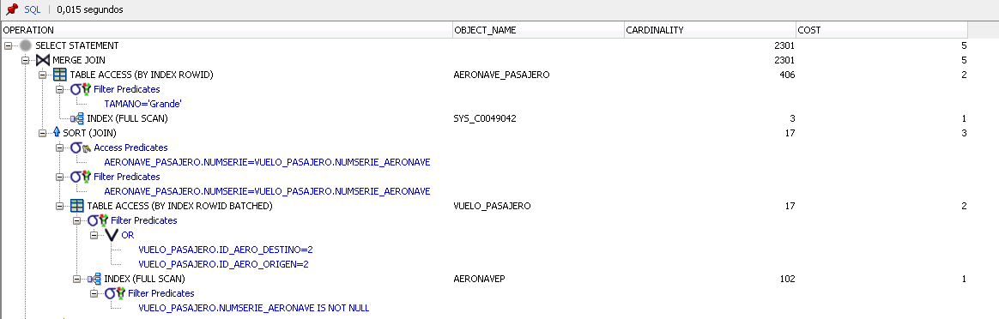 SQL | 0,015 segundos
OPERATION OBJECT_NAME CARDINALITY COST
SELECT STATEMENT 2301 5
MERGE JOIN 2301 5
TABLE ACCESS (BY INDEX ROWID) AERONAVE_PASAJERO 406 2
Filter Predicates
TAMANO='Grande'
INDEX (FULL SCAN) SYS_C0049042 3 1
SORT (JOIN) 17 3
Access Predicates
AERONAVE_PASAJERO.NUMSERIE=VUELO_PASAJERO.NUMSERIE_AERONAVE
Filter Predicates
AERONAVE_PASAJERO.NUMSERIE=VUELO_PASAJERO.NUMSERIE_AERONAVE
TABLE ACCESS (BY INDEX ROWID BATCHED) VUELO_PASAJERO 17 2
Filter Predicates
OR
VUELO_PASAJERO.ID_AERO_DESTINO=2
VUELO_PASAJERO.ID_AERO_ORIGEN=2
INDEX (FULL SCAN) AERONAVEP 102 1
Filter Predicates
VUELO_PASAJERO.NUMSERIE_AERONAVE IS NOT NULL